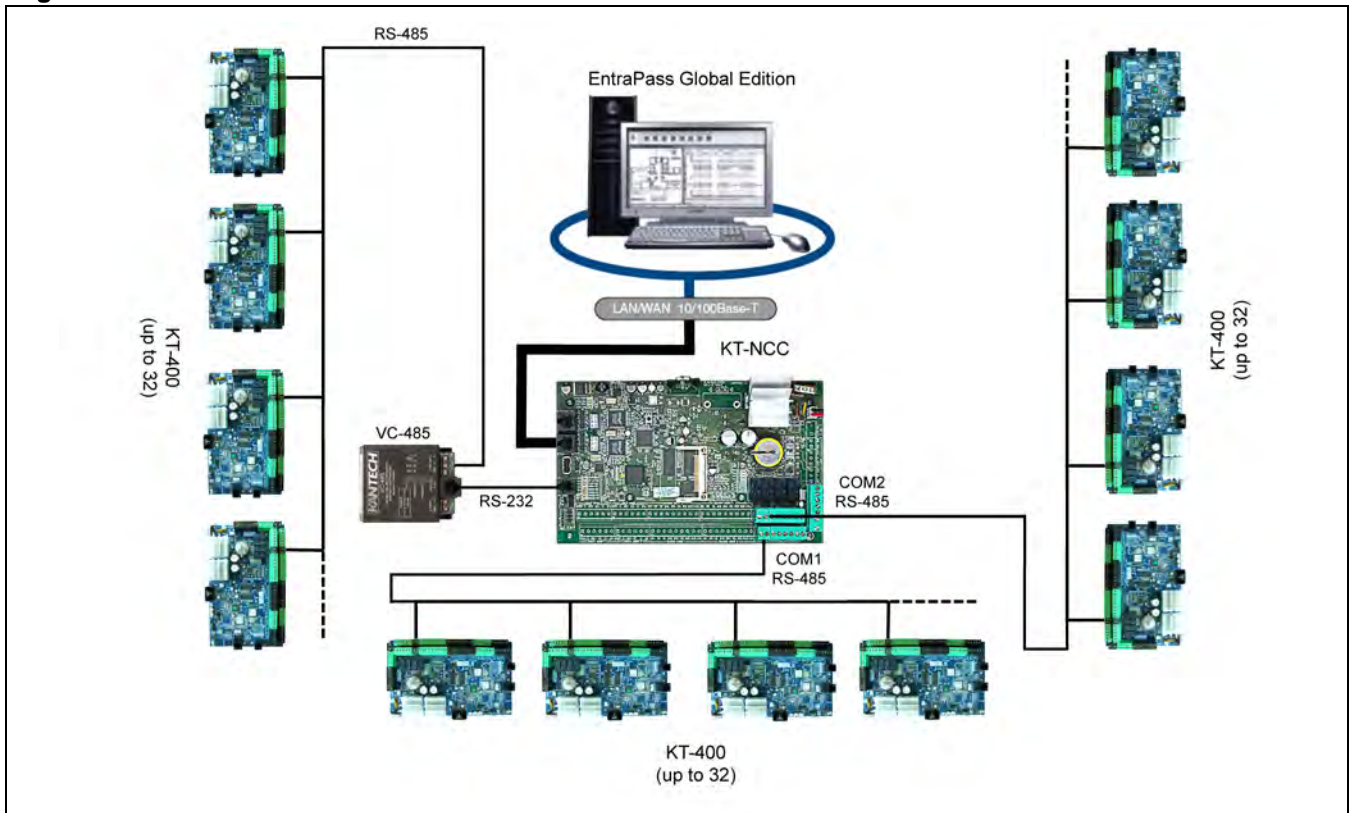 RS-485
EntraPass Global Edition
LAN/WAN 10/100Base-T
KT-NCC
KT-400
(up to 32)
KT-400
(up to 32)
VC-485
KANTECH
RS-232
COM2
RS-485
COM1
RS-485
KT-400
(up to 32)